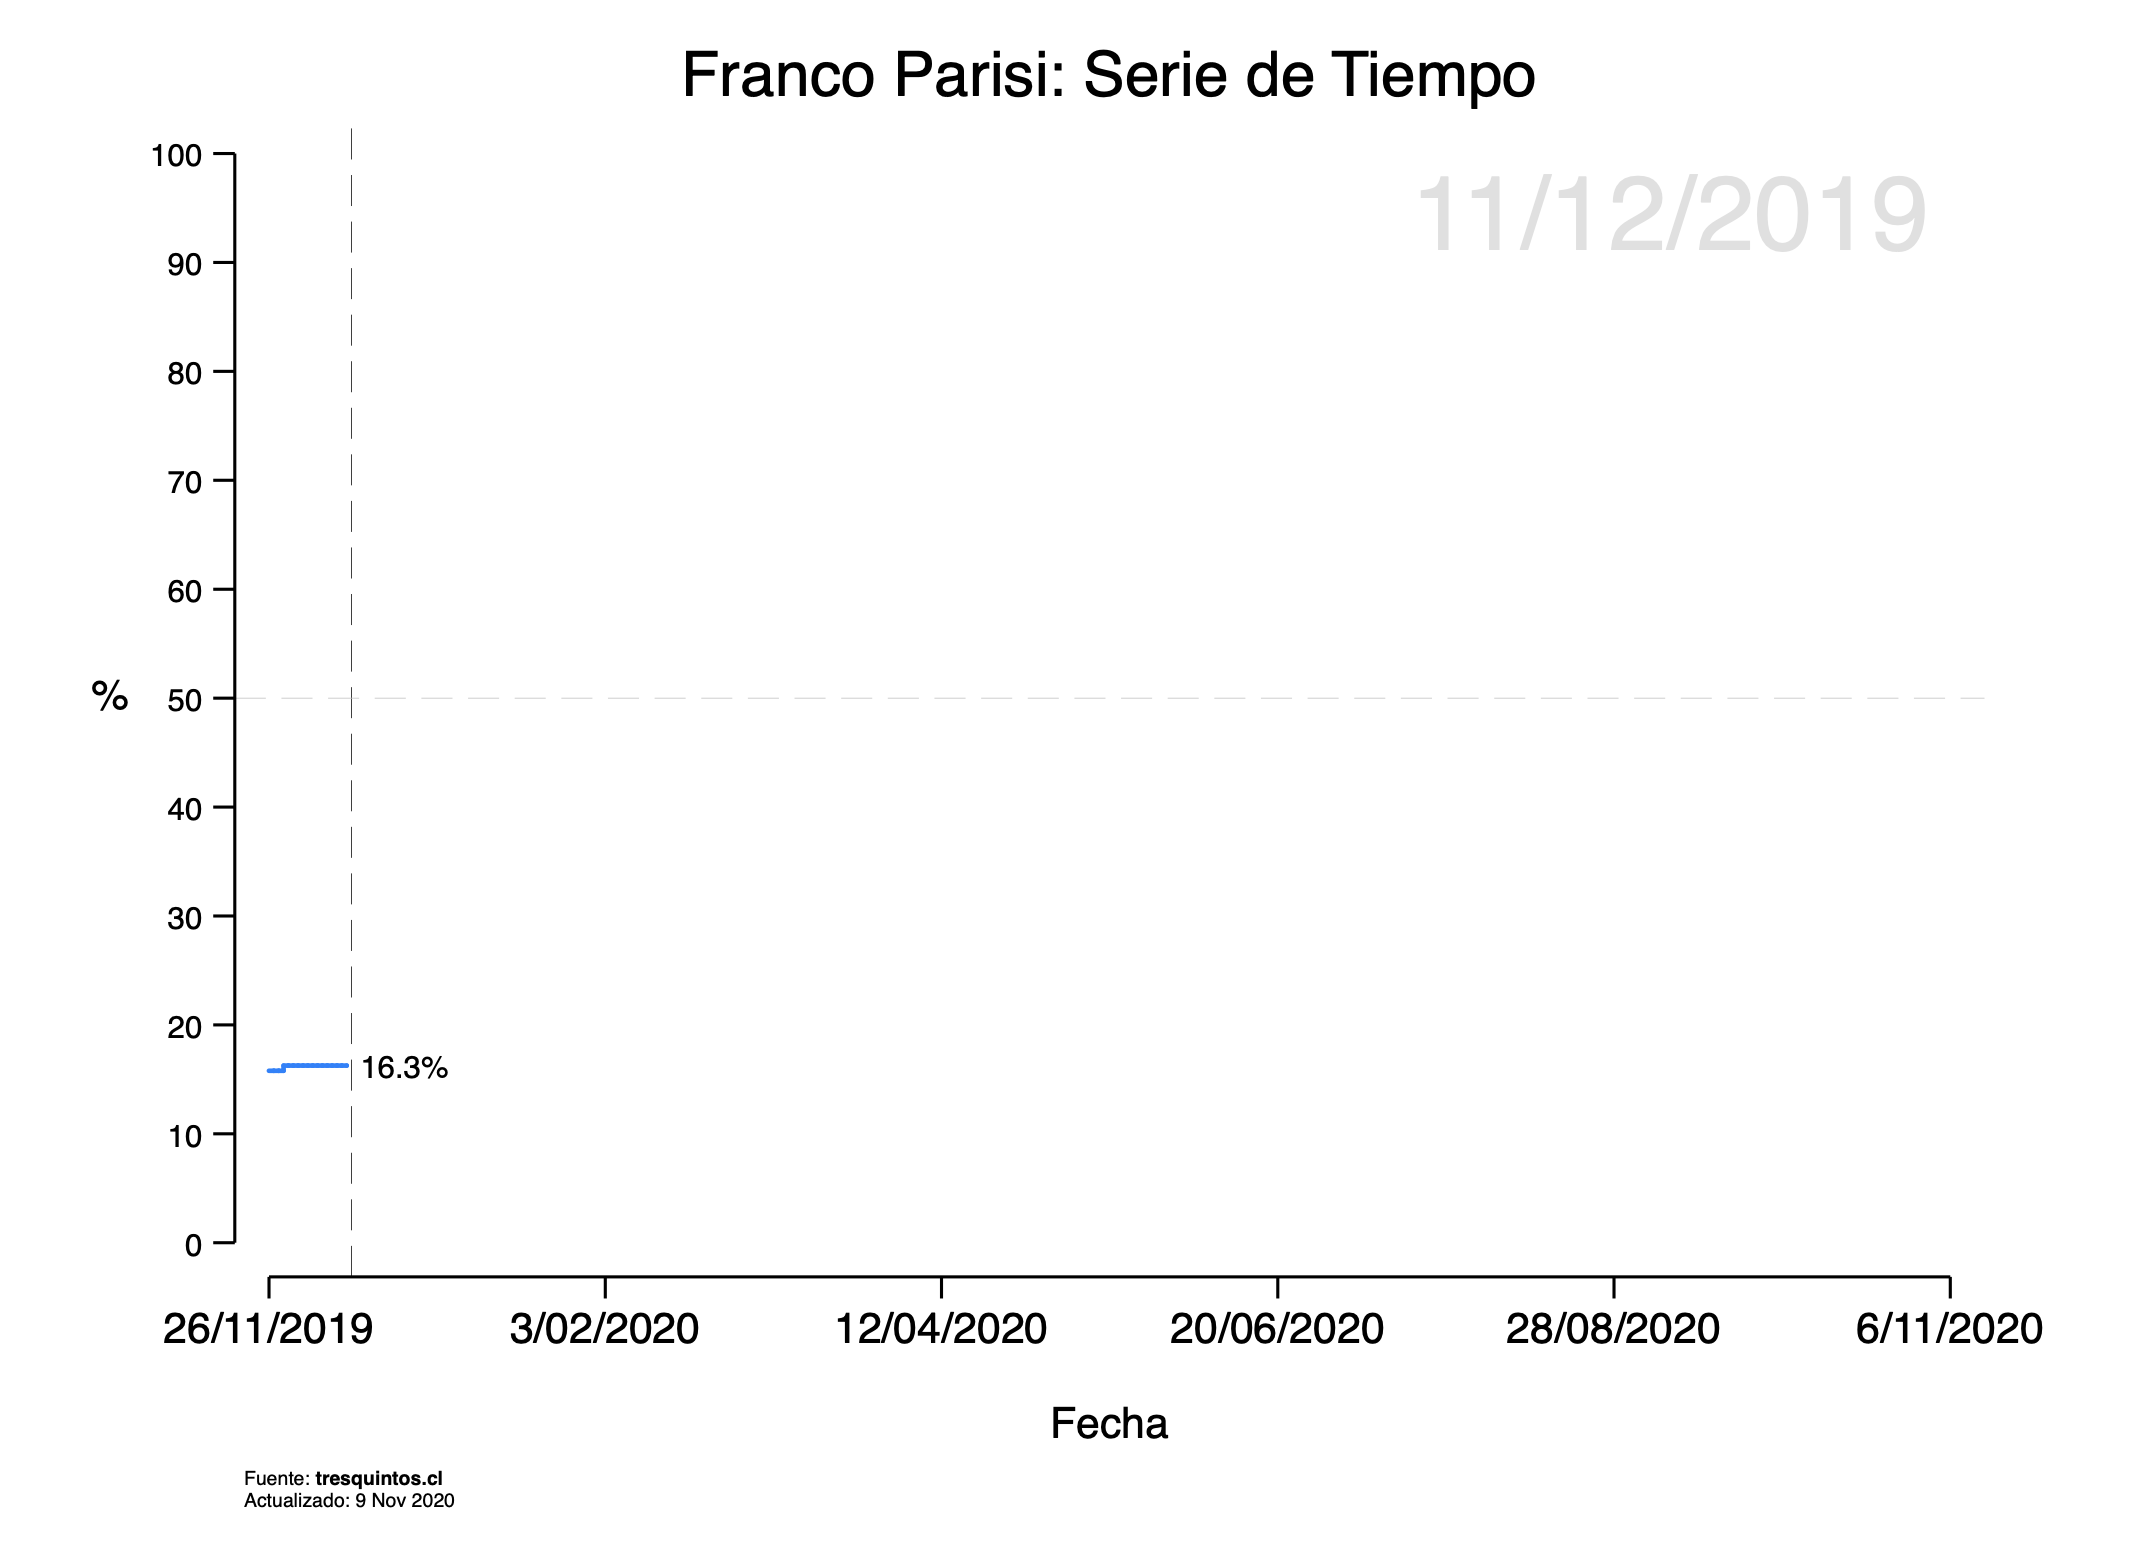 Franco Parisi: Serie de Tiempo
11/12/2019
100
90
80
70
60
50
40
30
20
10
0
%
16.3%
26/11/2019 3/02/2020 12/04/2020 20/06/2020 28/08/2020 6/11/2020
Fecha
Fuente: tresquintos.cl
Actualizado: 9 Nov 2020